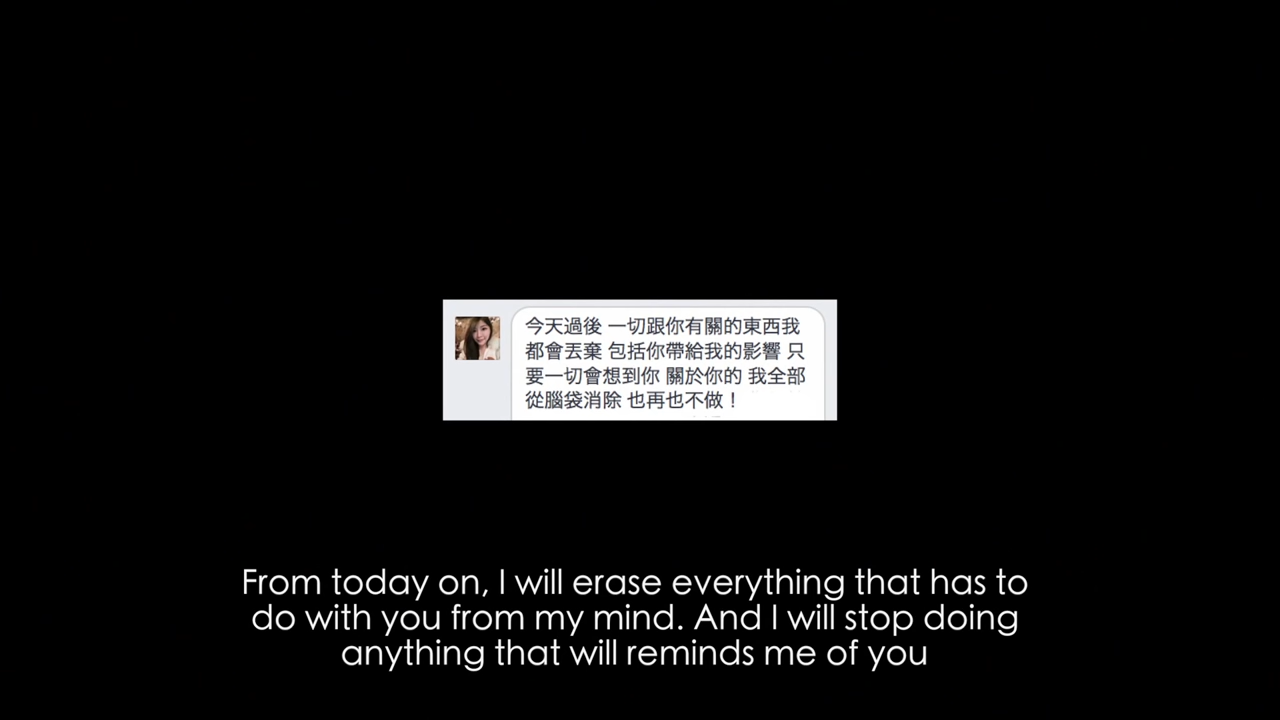 今天過後 一切跟你有關的東西我
都會丟棄 包括你帶給我的影響 只
要一切會想到你 關於你的 我全部
從腦袋消除 也再也不做！
From today on, I will erase everything that has to
do with you from my mind. And I will stop doing
anything that will reminds me of you